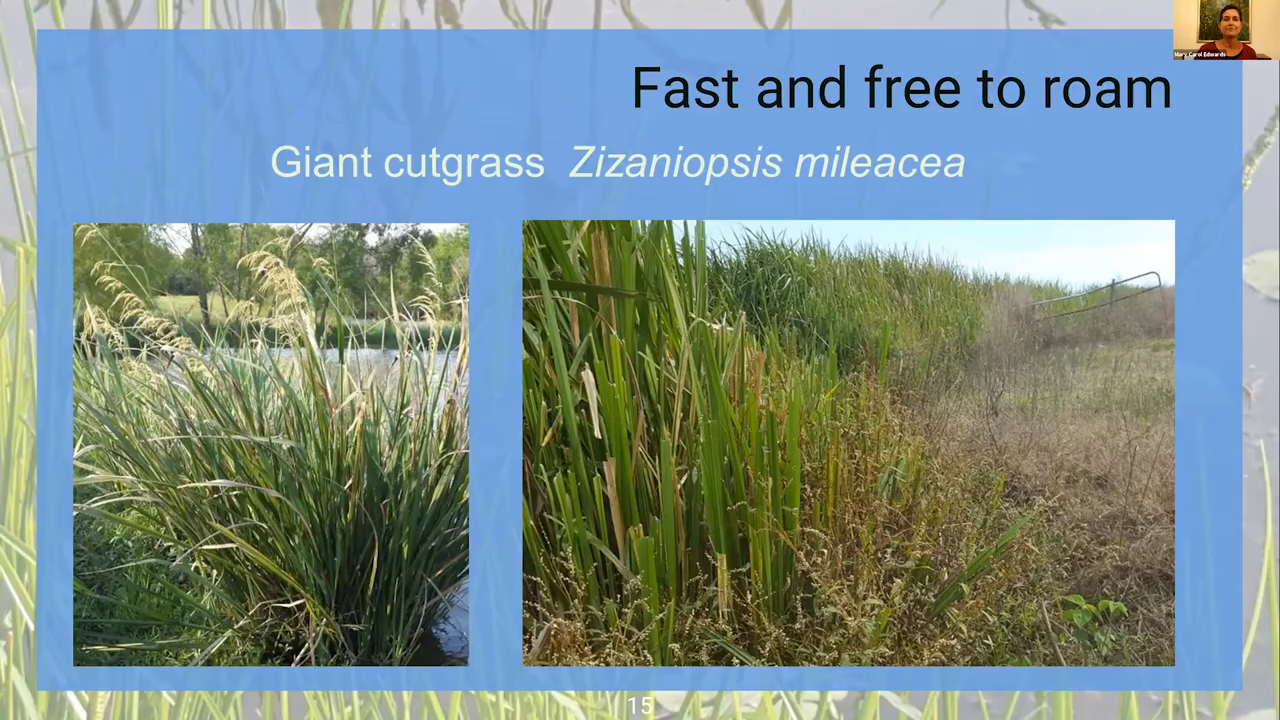 Mary Carol Edwards
Fast and free to roam
Giant cutgrass Zizaniopsis mileacea
15